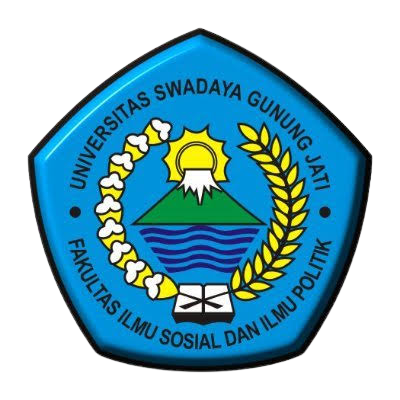 UNIVERSITAS SWADAYA GUNUNG JATI
FAKULTAS ILMU SOSIAL DAN ILMU POLITIK